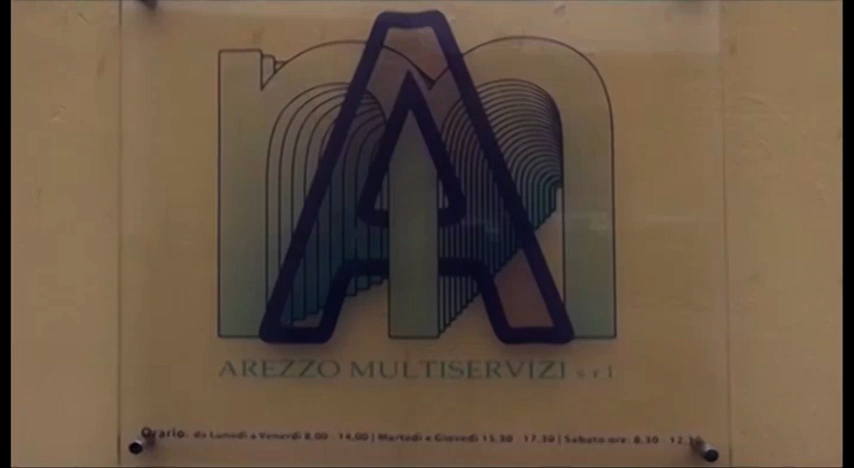 AREZZO MULTISERVIZI s r l
Orario: da Lunedì a Venerdì 8,00 - 14,00 | Martedì e Giovedì 15,30 - 17,30 | Sabato ore: 8,30 - 12,30